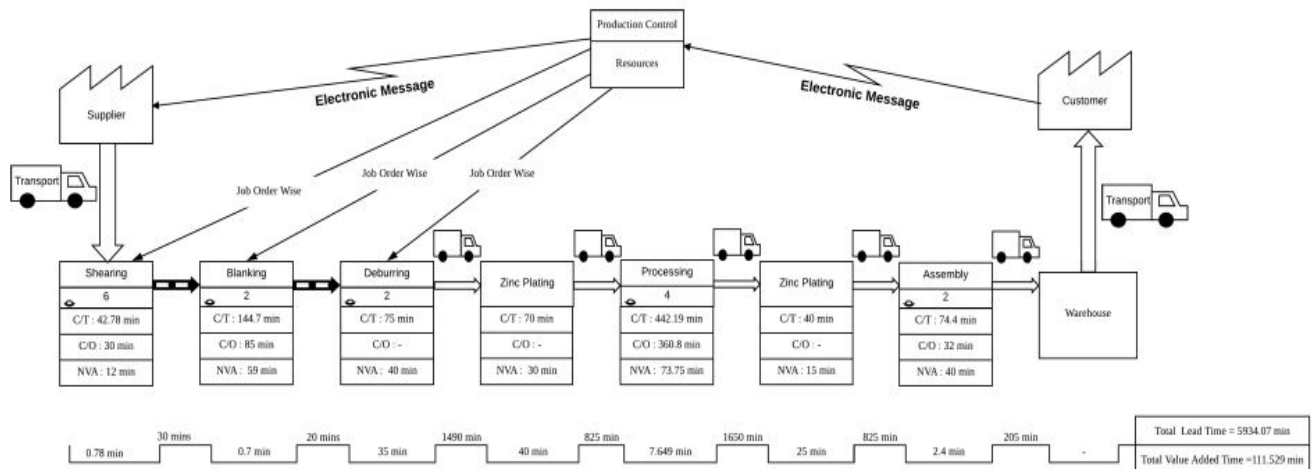 Production Control
Resources
Electronic Message
Electronic Message
Supplier
Customer
Transport
Transport
Job Order Wise
Job Order Wise
Job Order Wise
Shearing
6
C/T : 42.78 min
C/O : 30 min
NVA : 12 min
Blanking
2
C/T : 144.7 min
C/O : 85 min
NVA : 59 min
Deburring
2
C/T : 75 min
C/O : -
NVA : 40 min
Zinc Plating
C/T : 70 min
C/O : -
NVA : 30 min
Processing
4
C/T : 442.19 min
C/O : 360.8 min
NVA : 73.75 min
Zinc Plating
C/T : 40 min
C/O : -
NVA : 15 min
Assembly
2
C/T : 74.4 min
C/O : 32 min
NVA : 40 min
Warehouse
30 mins
20 mins
1490 min
825 min
1650 min
825 min
205 min
0.78 min
0.7 min
35 min
40 min
7.649 min
25 min
2.4 min
-
Total Lead Time = 5934.07 min
Total Value Added Time =111.529 min